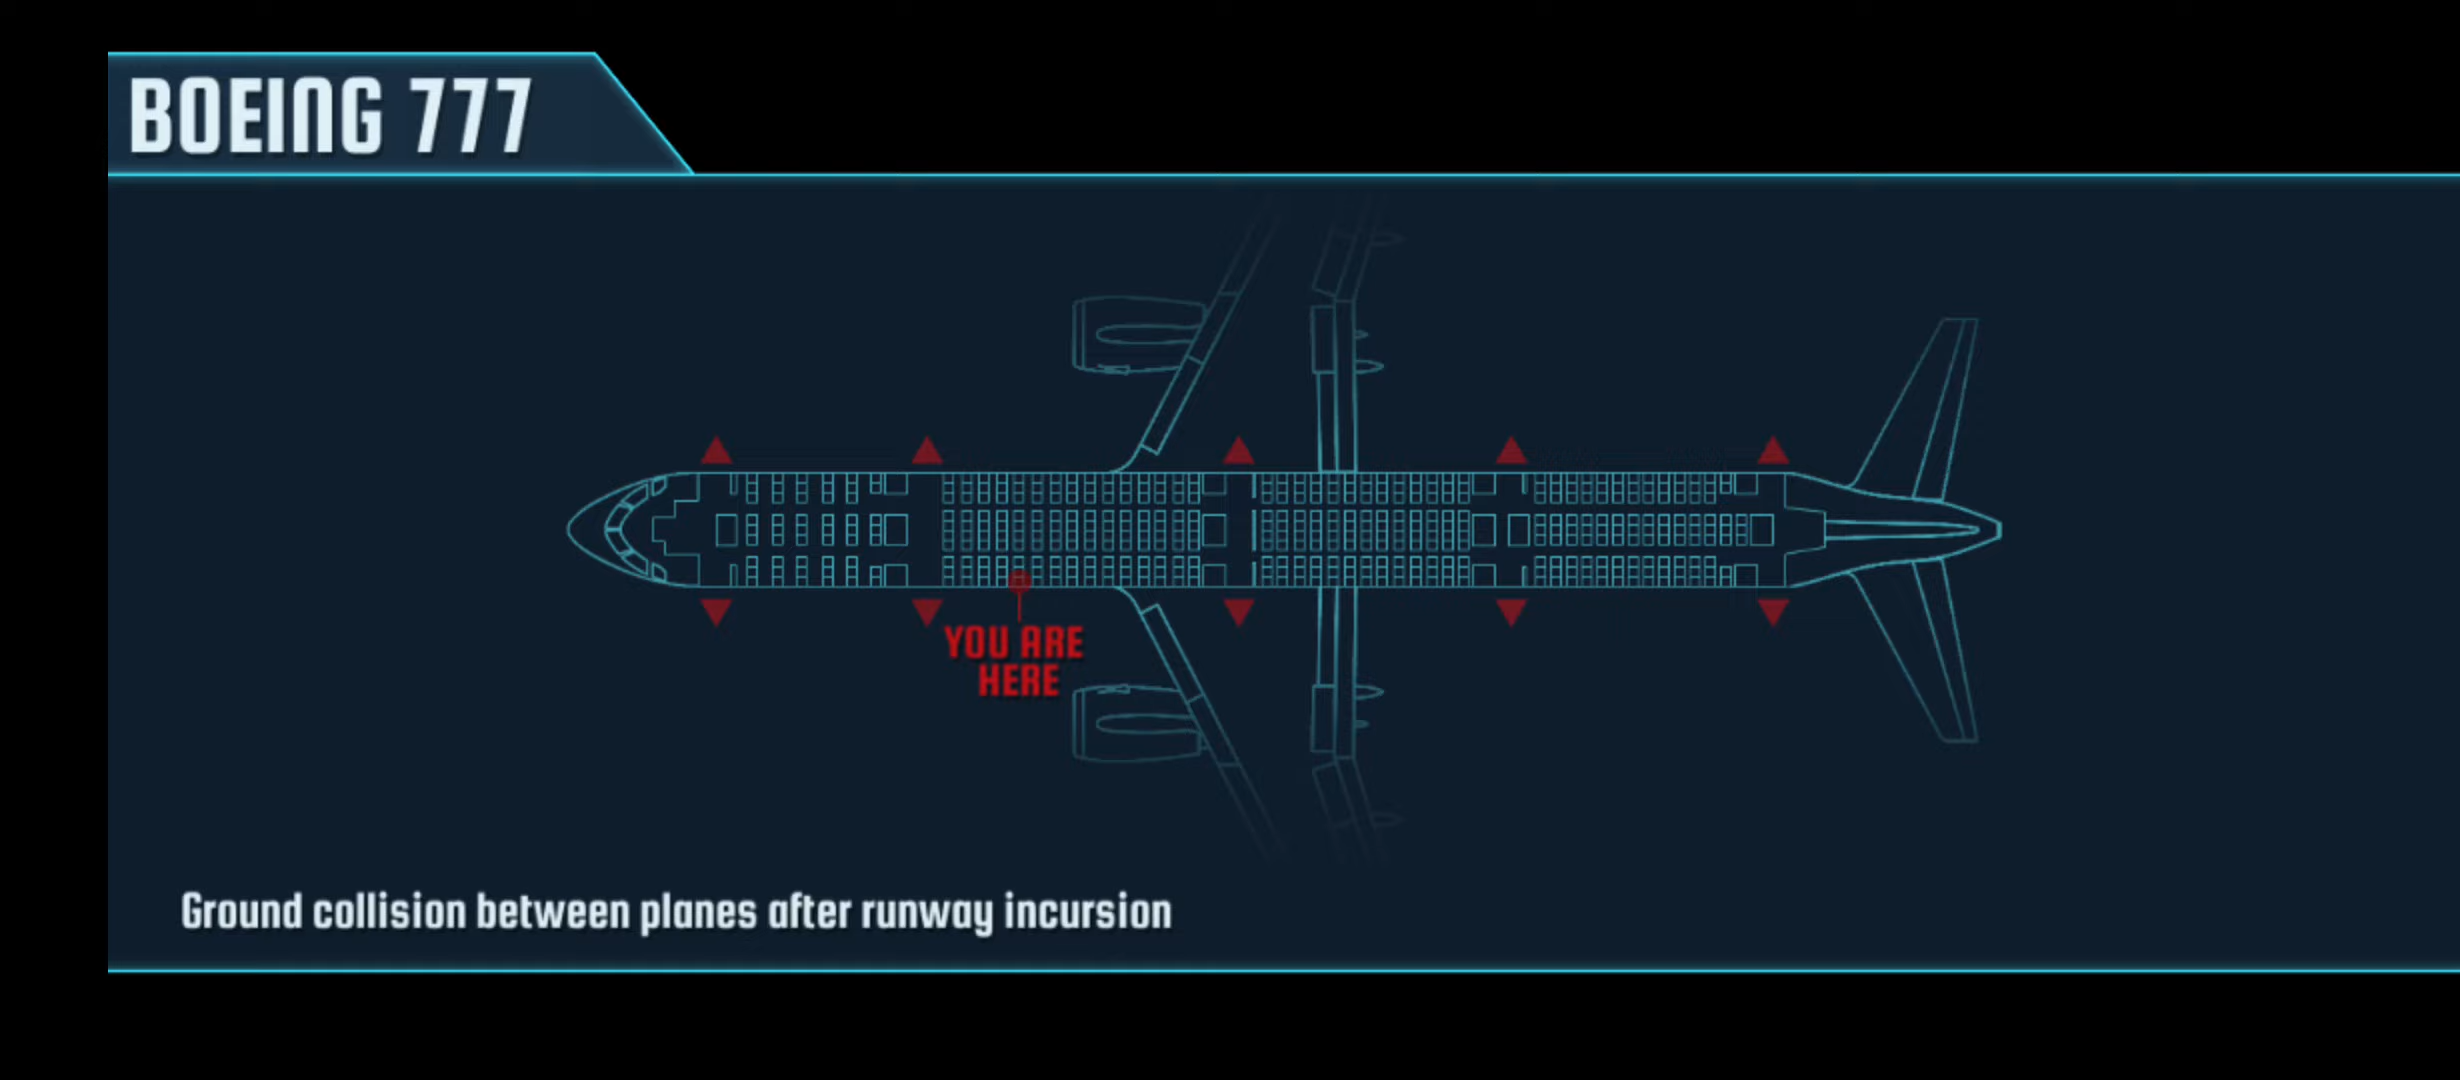 BOEING 777
YOU ARE
HERE
Ground collision between planes after runway incursion